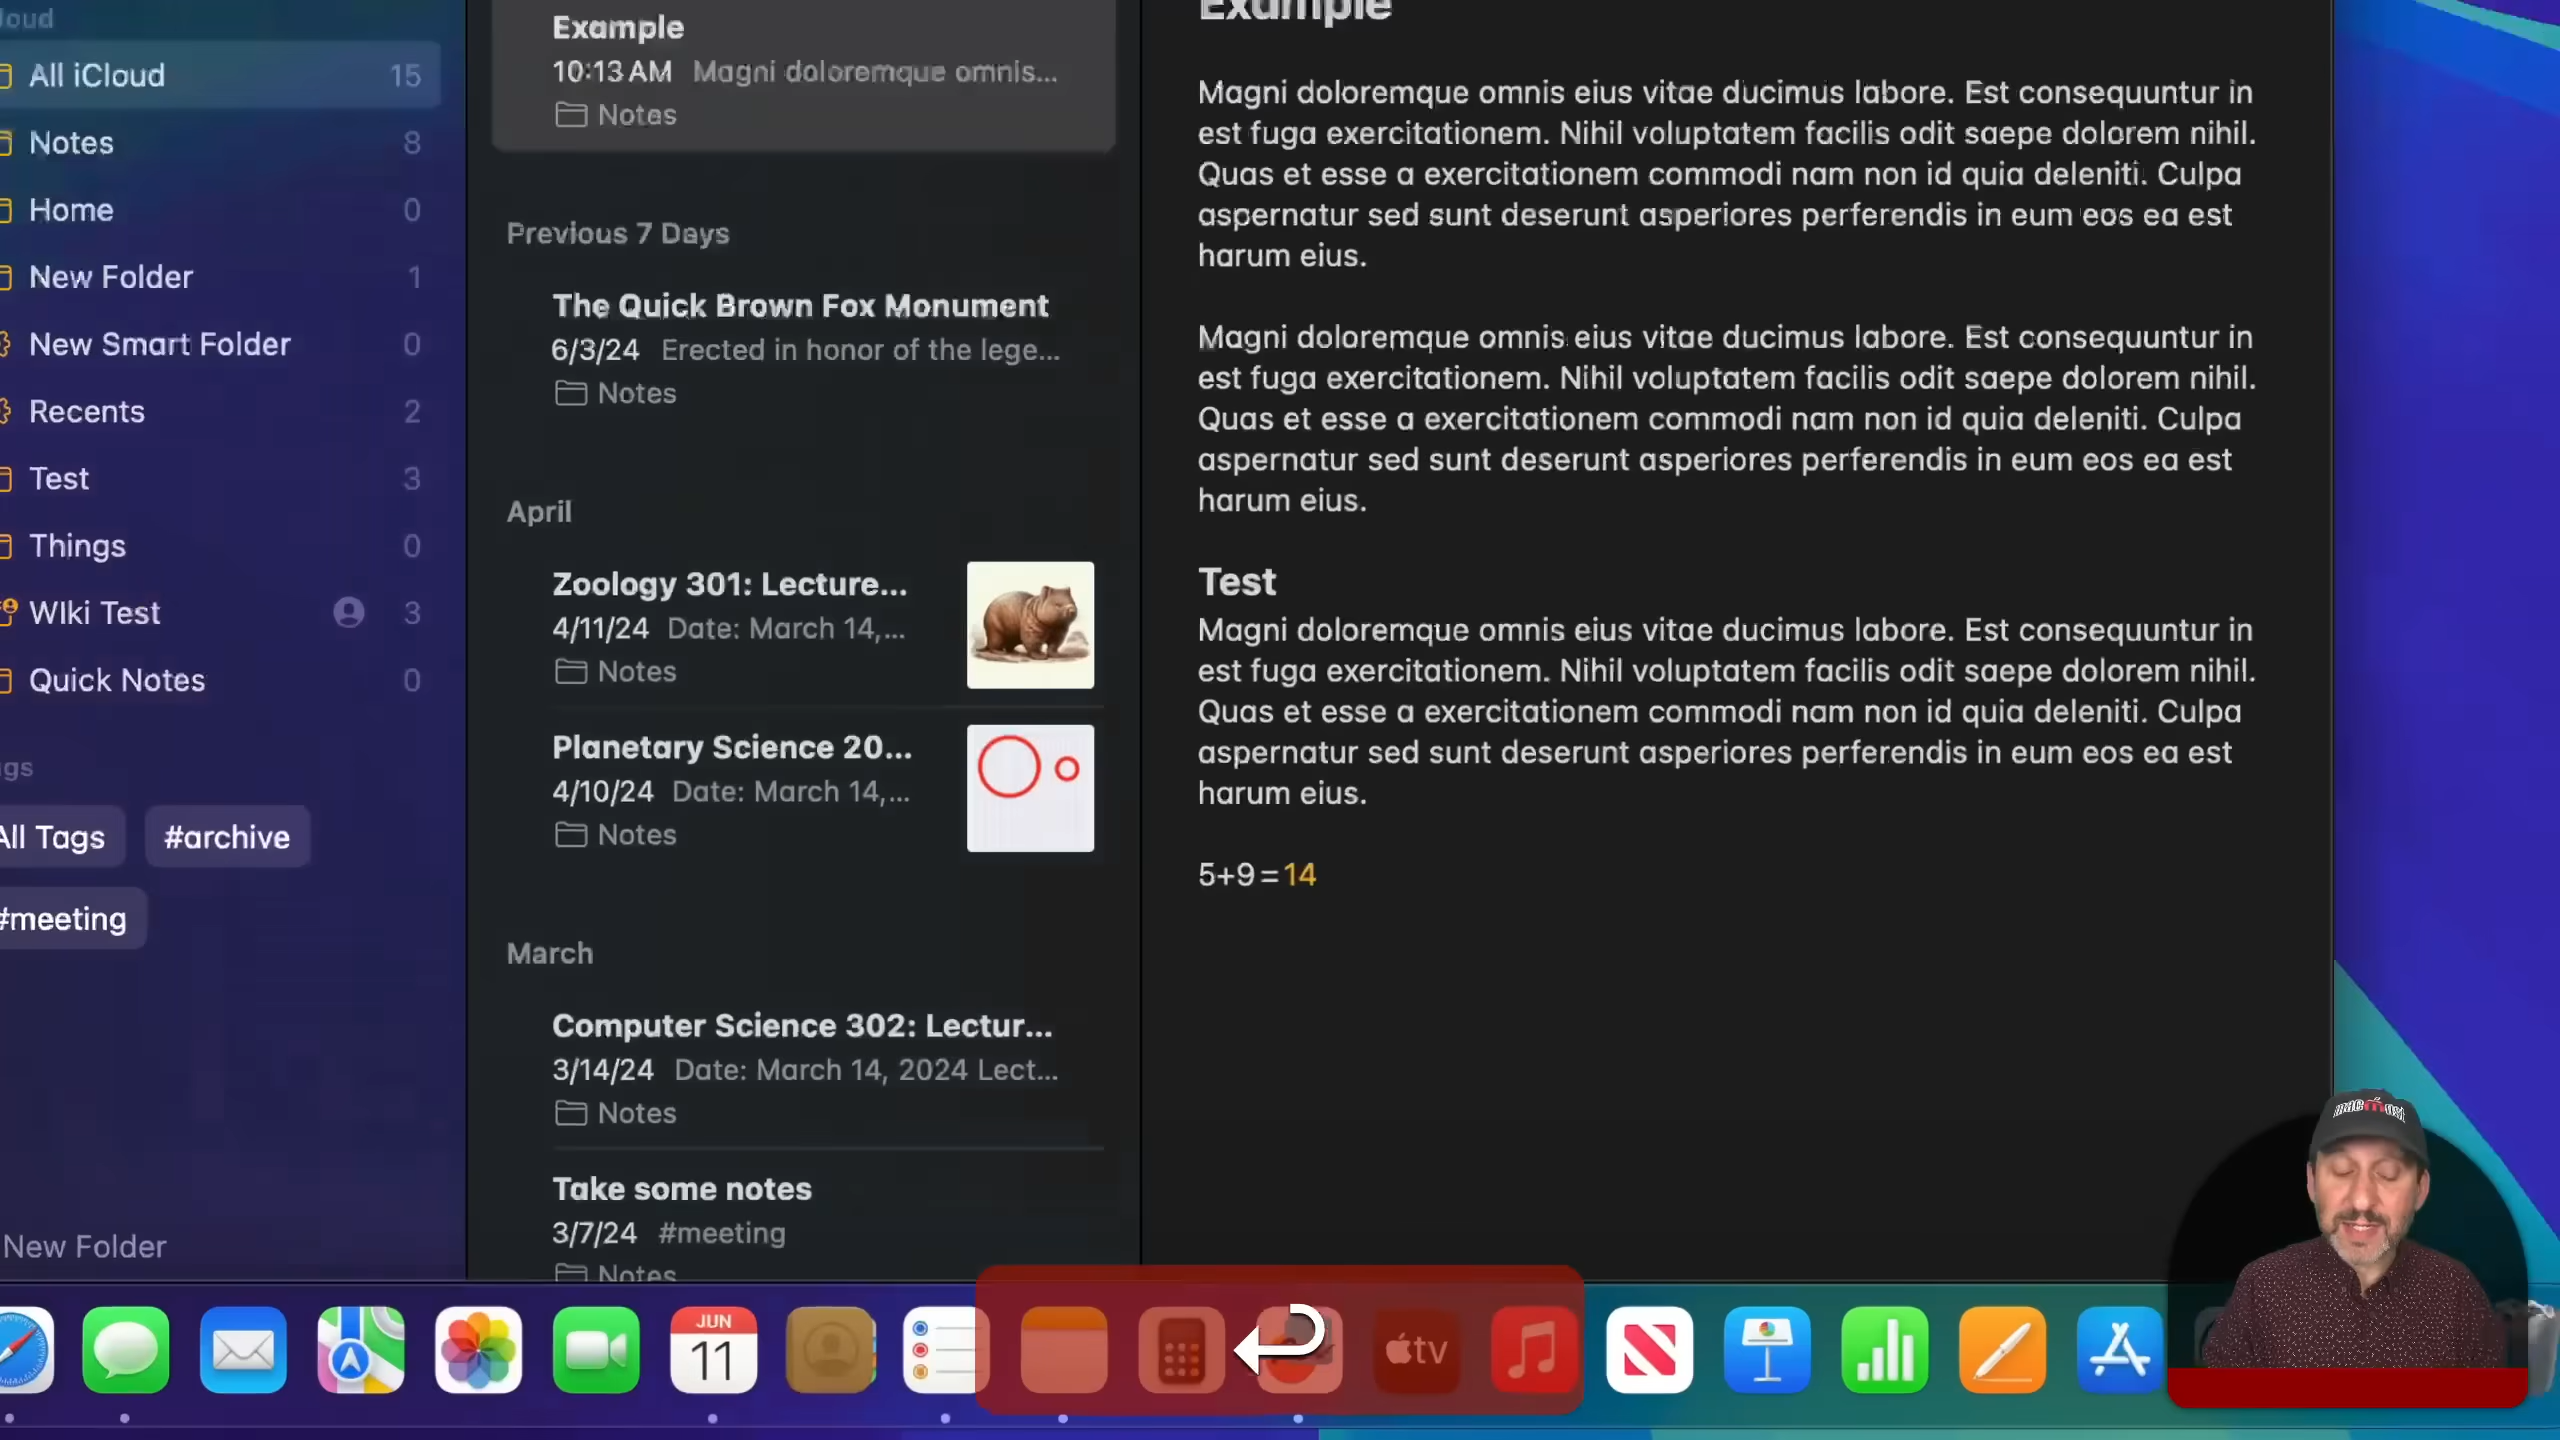 loud
All iCloud 15
Notes 8
Home 0
New Folder 1
New Smart Folder 0
Recents 2
Test 3
Things 0
WIki Test 3
Quick Notes 0
gs
All Tags #archive
#meeting
New Folder
Example
10:13 AM Magni doloremque omnis...
Notes
Previous 7 Days
The Quick Brown Fox Monument
6/3/24 Erected in honor of the lege...
Notes
April
Zoology 301: Lecture...
4/11/24 Date: March 14,...
Notes
Planetary Science 20...
4/10/24 Date: March 14,...
Notes
March
Computer Science 302: Lectur...
3/14/24 Date: March 14, 2024 Lect...
Notes
Take some notes
3/7/24 #meeting
Notes
Example
Magni doloremque omnis eius vitae ducimus labore. Est consequuntur in
est fuga exercitationem. Nihil voluptatem facilis odit saepe dolorem nihil.
Quas et esse a exercitationem commodi nam non id quia deleniti. Culpa
aspernatur sed sunt deserunt asperiores perferendis in eum eos ea est
harum eius.
Magni doloremque omnis eius vitae ducimus labore. Est consequuntur in
est fuga exercitationem. Nihil voluptatem facilis odit saepe dolorem nihil.
Quas et esse a exercitationem commodi nam non id quia deleniti. Culpa
aspernatur sed sunt deserunt asperiores perferendis in eum eos ea est
harum eius.
Test
Magni doloremque omnis eius vitae ducimus labore. Est consequuntur in
est fuga exercitationem. Nihil voluptatem facilis odit saepe dolorem nihil.
Quas et esse a exercitationem commodi nam non id quia deleniti. Culpa
aspernatur sed sunt deserunt asperiores perferendis in eum eos ea est
harum eius.
5+9=14
macmost
JUN
11
tv